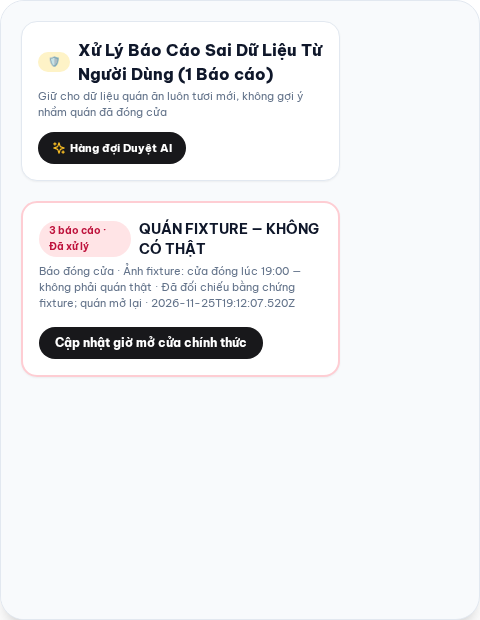 Xử Lý Báo Cáo Sai Dữ Liệu Từ
Người Dùng (1 Báo cáo)
Giữ cho dữ liệu quán ăn luôn tươi mới, không gợi ý
nhầm quán đã đóng cửa
Hàng đợi Duyệt AI
3 báo cáo ·
Đã xử lý
QUÁN FIXTURE — KHÔNG
CÓ THẬT
Báo đóng cửa · Ảnh fixture: cửa đóng lúc 19:00 —
không phải quán thật · Đã đối chiếu bằng chứng
fixture; quán mở lại · 2026-11-25T19:12:07.520Z
Cập nhật giờ mở cửa chính thức